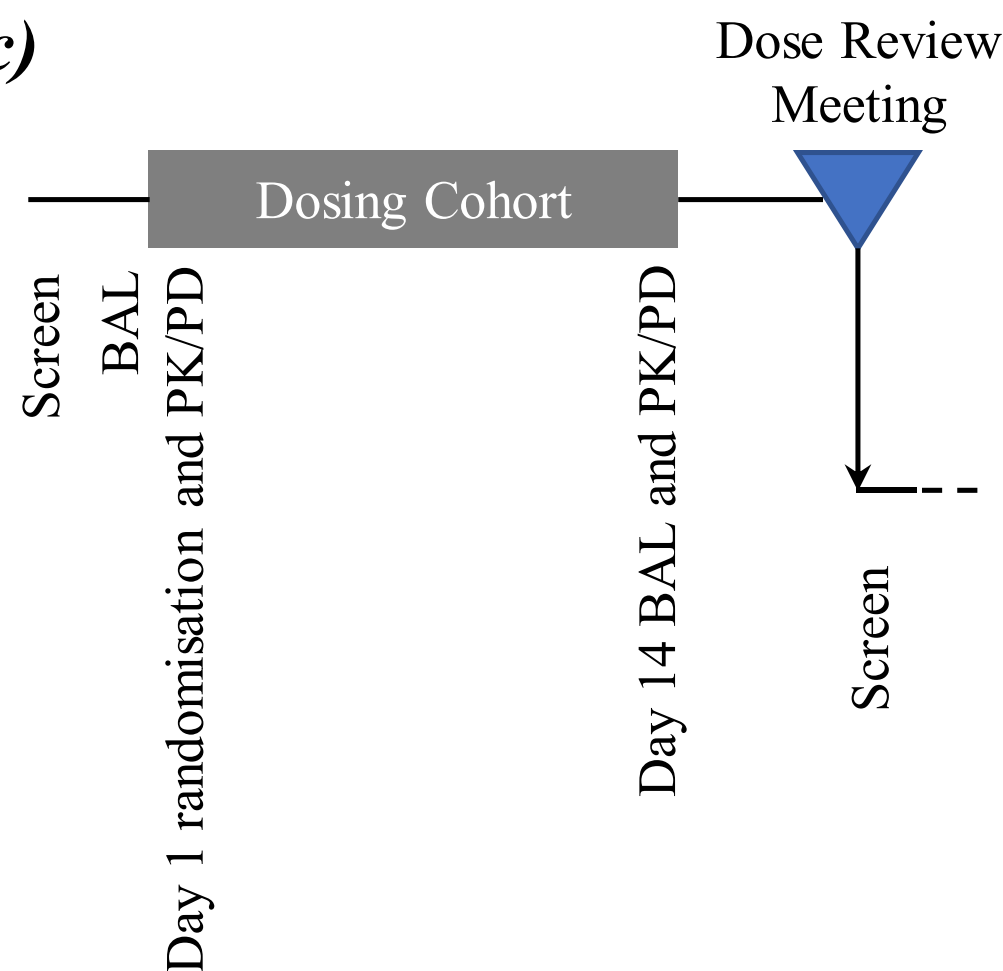 c)
Dose Review
Meeting
Dosing Cohort
Screen
BAL
Day 1 randomisation and PK/PD
Day 14 BAL and PK/PD
Screen